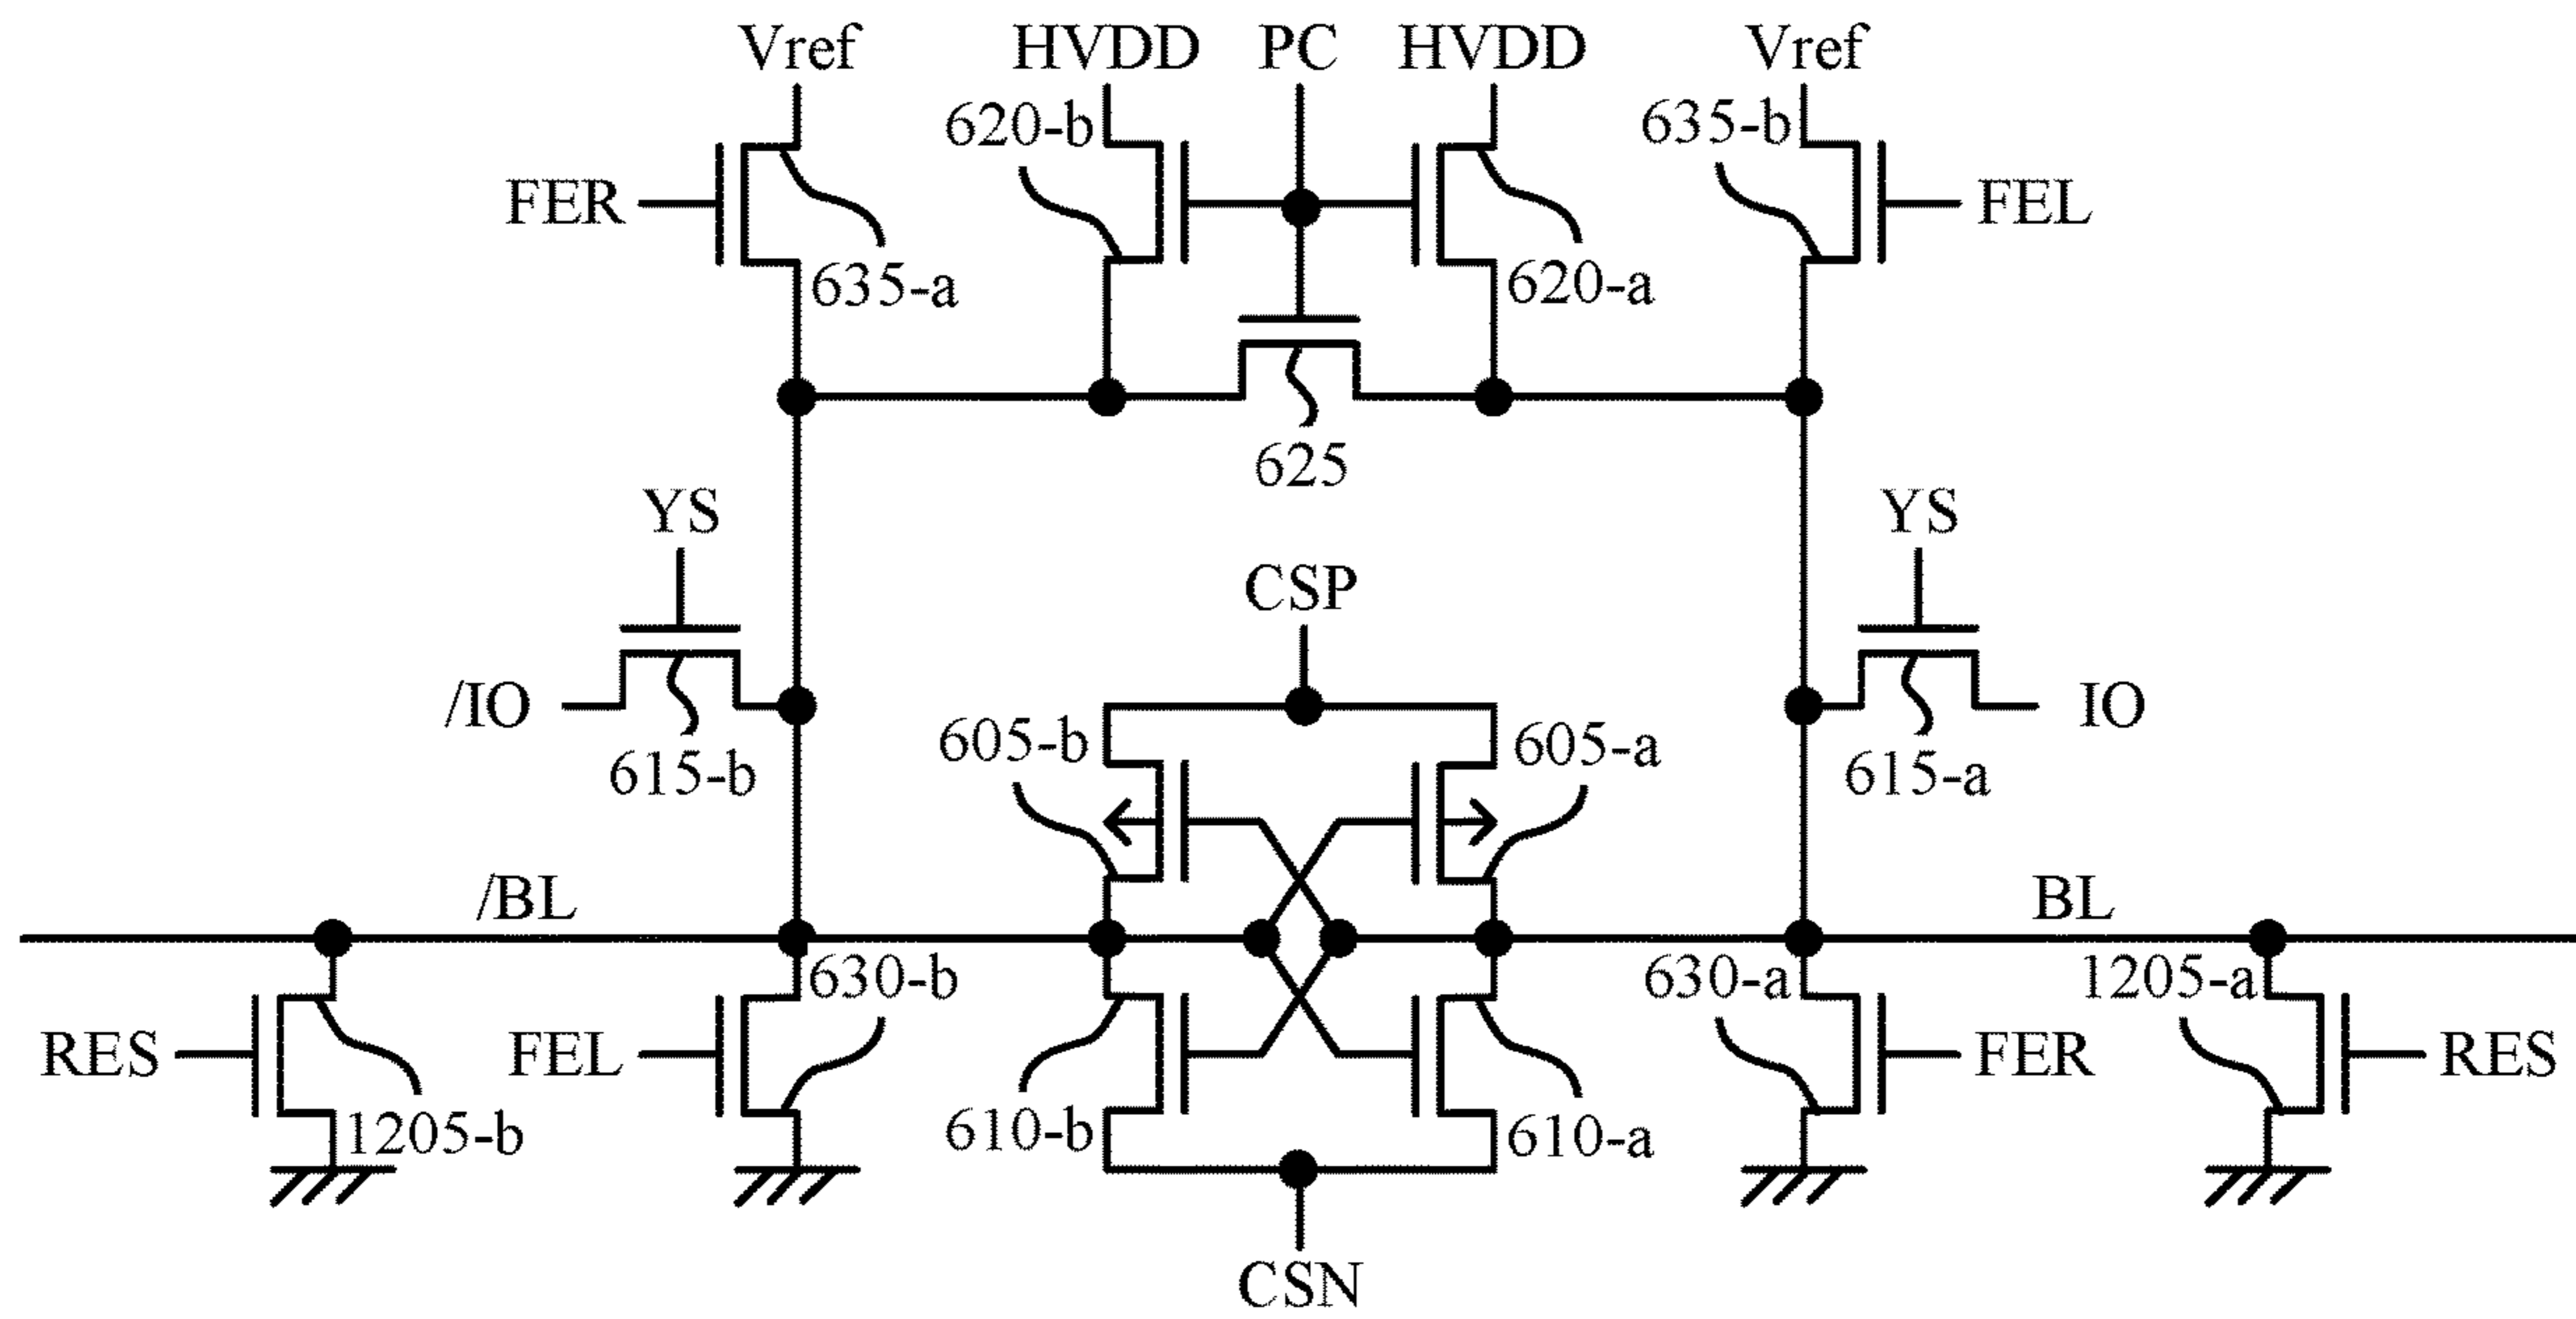 Vref HVDD PC HVDD Vref
620-b 635-b
FER FEL
635-a 620-a
625
YS YS
CSP
/IO IO
605-b 605-a
615-b 615-a
/BL BL
630-b 630-a 1205-a
RES FEL FER RES
1205-b 610-b 610-a
CSN